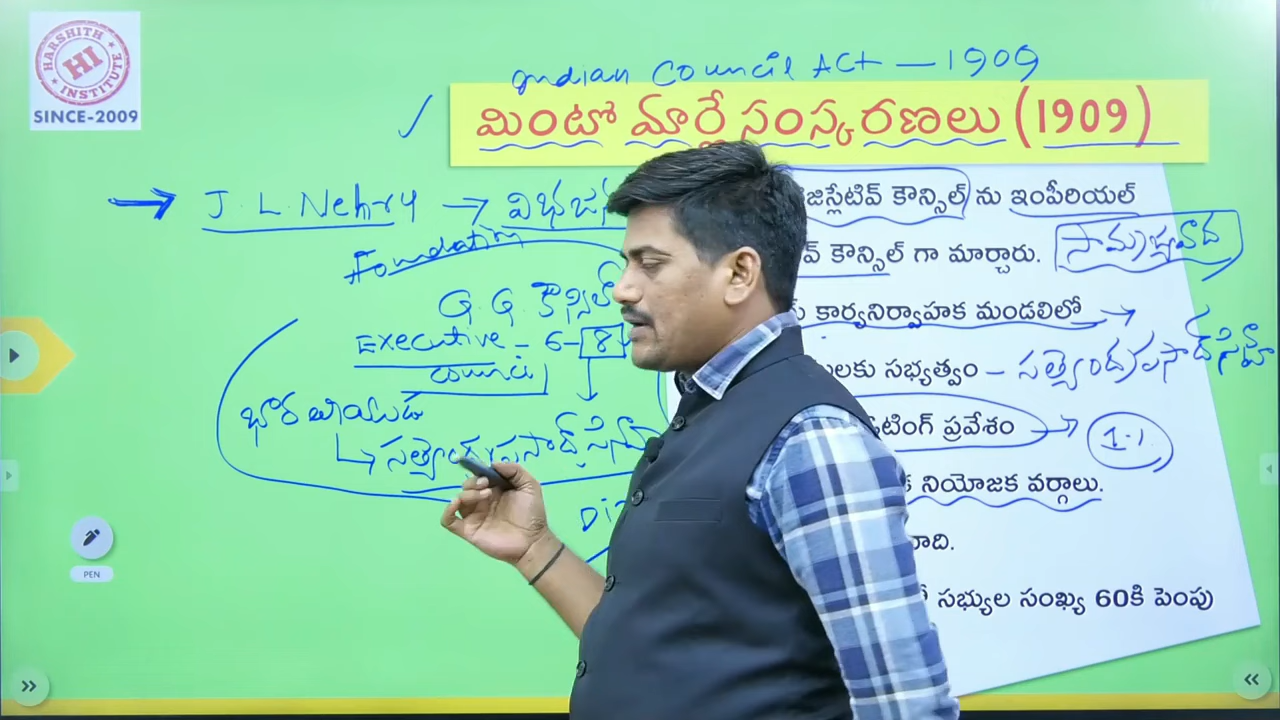 HARSHITH
HI
INSTITUTE
SINCE-2009
Indian Council Act - 1909
మింటో మార్లే సంస్కరణలు (1909)
→ J. L. Nehru → విభజన
Foundation
G. G. కౌన్సిల్
Executive - 6-8
council
భారతీయుడు
సత్యేంద్రప్రసాద్ సిన్హా
జిస్లేటివ్ కౌన్సిల్ ను ఇంపీరియల్
వ్ కౌన్సిల్ గా మార్చారు. సామ్రాజ్యవాద
కార్యనిర్వాహక మండలిలో →
లకు సభ్యత్వం - సత్యేంద్రప్రసాద్ సిన్హా
టింగ్ ప్రవేశం → 1.1
క నియోజక వర్గాలు.
ాది.
సభ్యుల సంఖ్య 60కి పెంపు
PEN